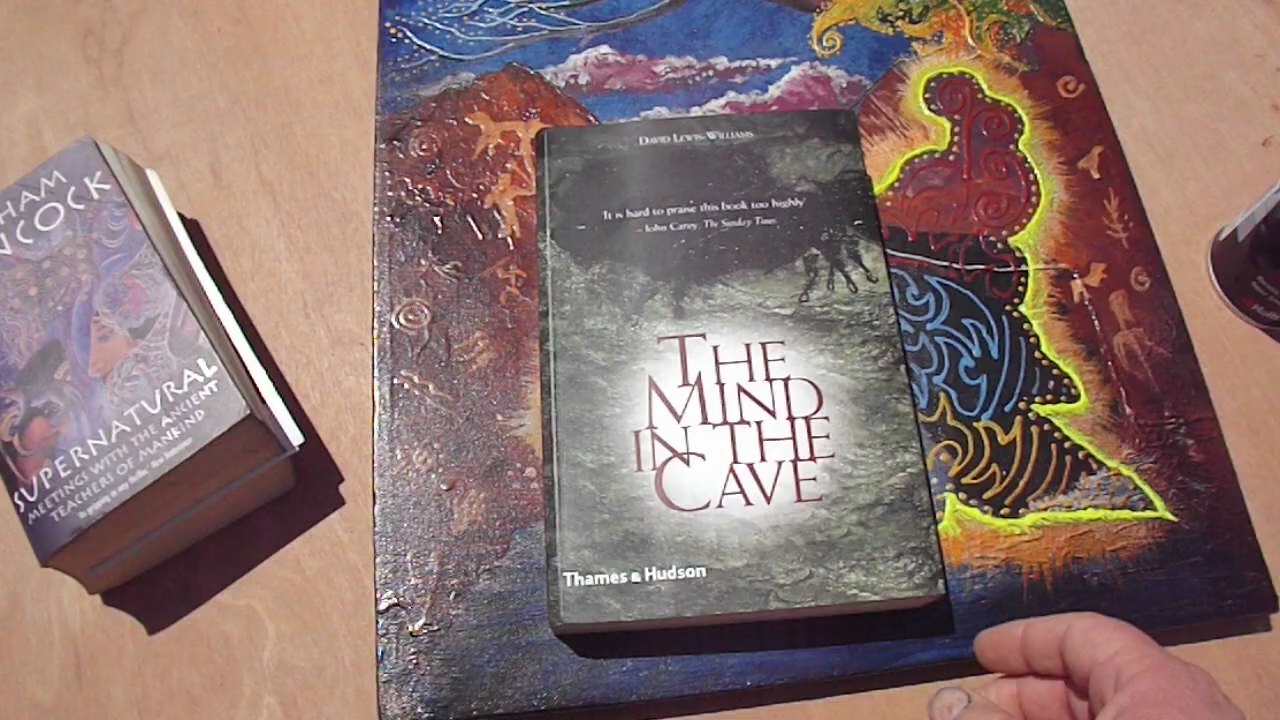 HAM
NCOCK
SUPERNATURAL
MEETINGS WITH THE ANCIENT
TEACHERS OF MANKIND
DAVID LEWIS-WILLIAMS
'It is hard to praise this book too highly'
- John Carey, The Sunday Times
THE
MIND
IN THE
CAVE
Thames & Hudson